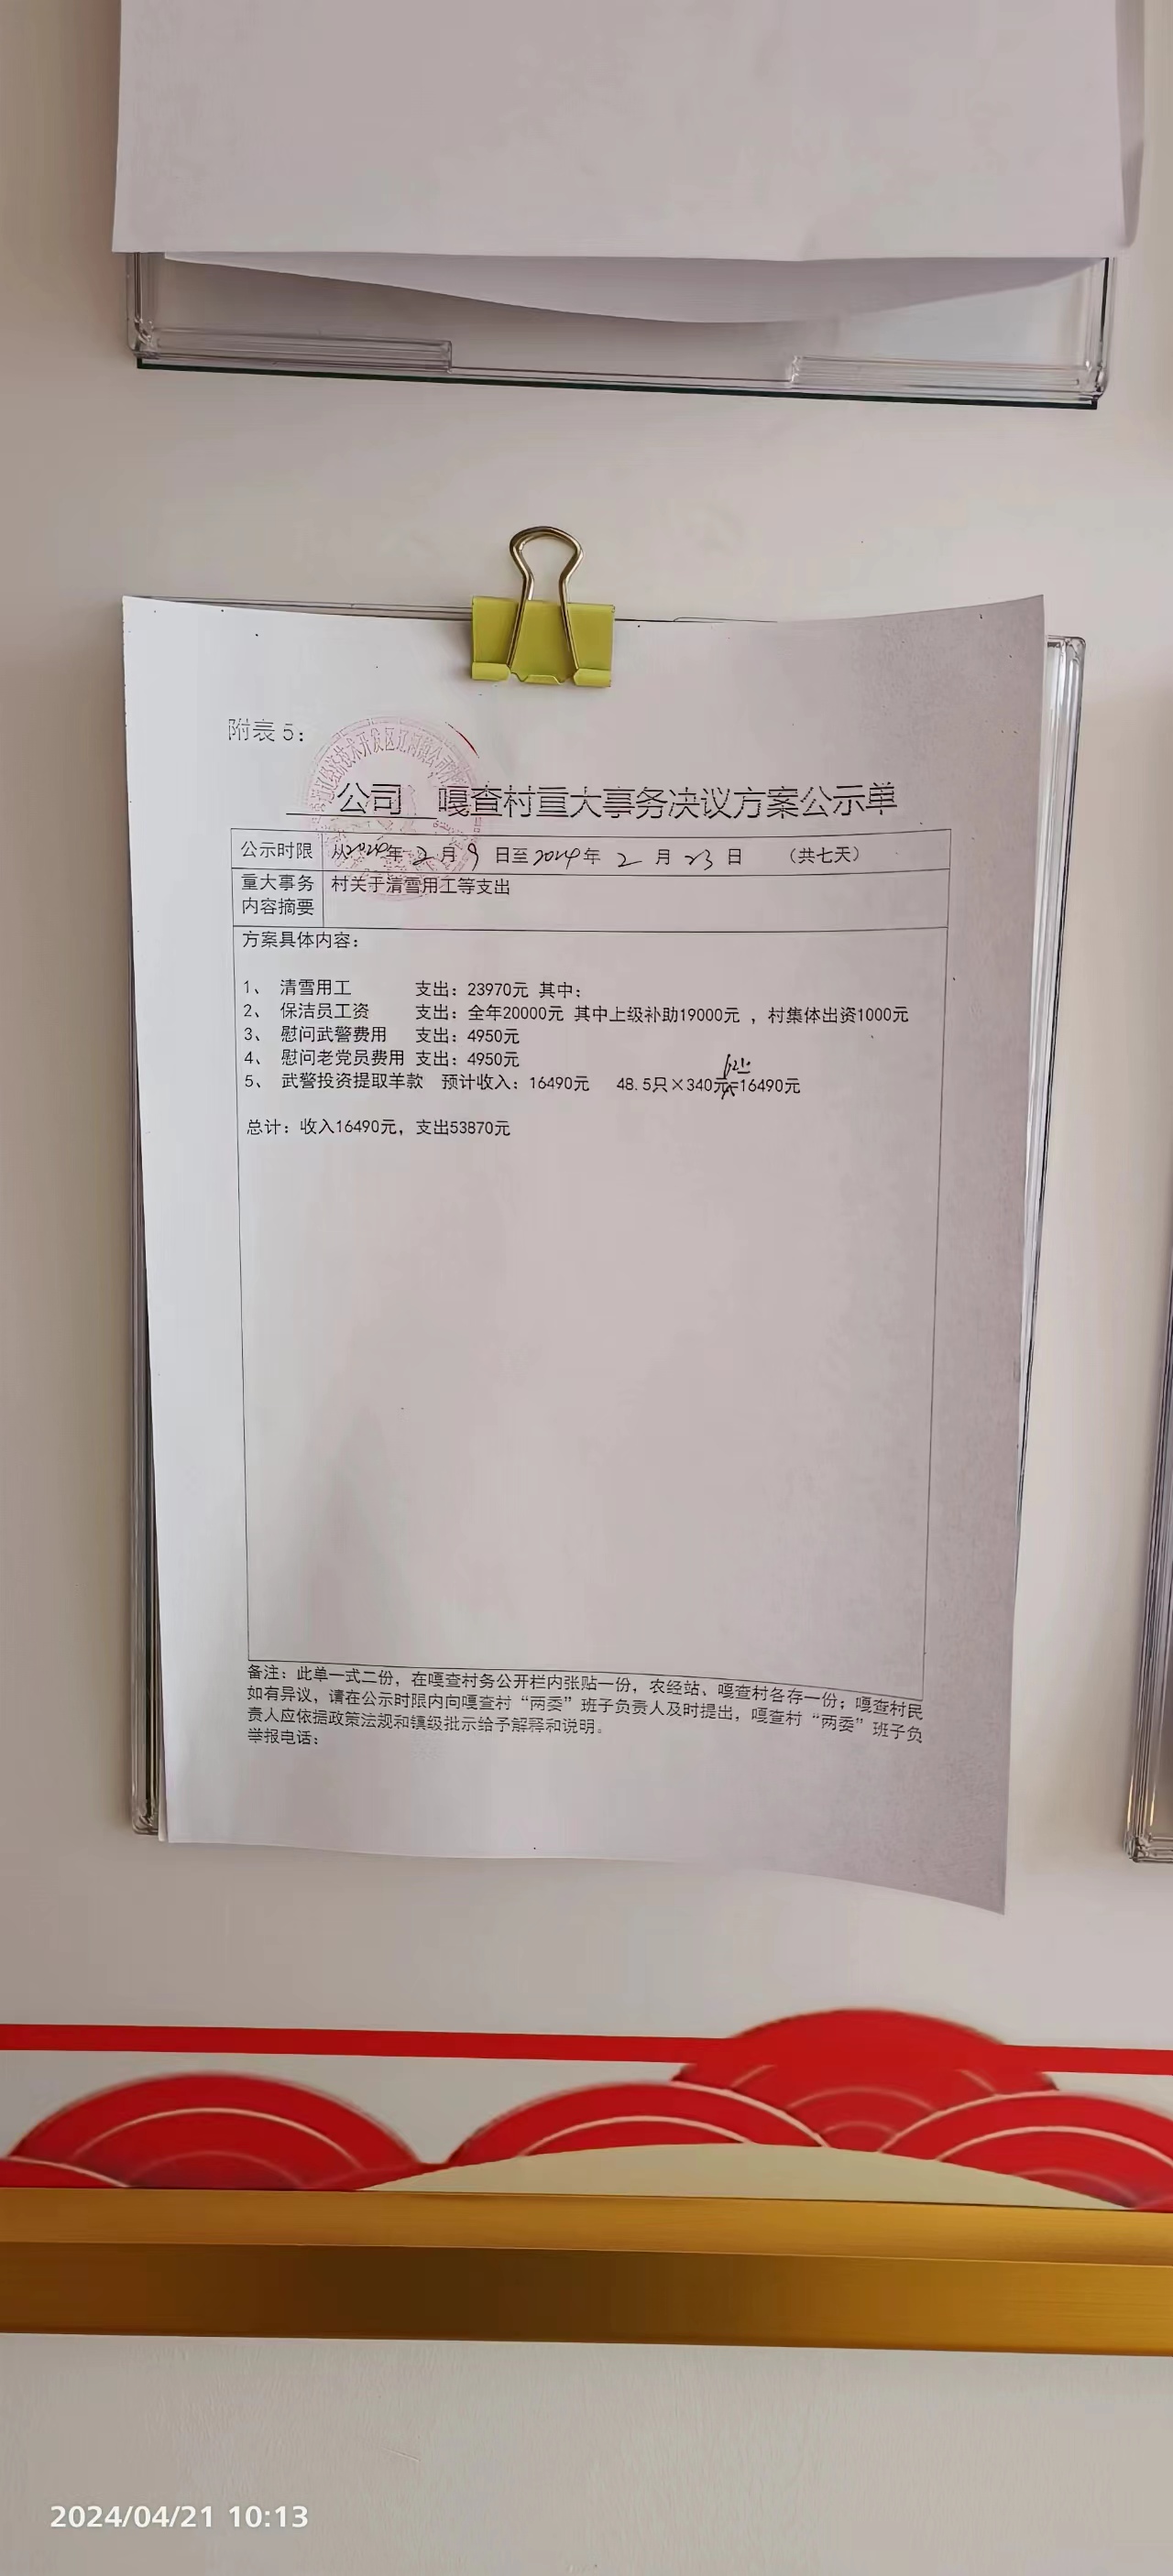 附表5：
公司 嘎查村重大事务决议方案公示单
公示时限 从2024年 2 月 9 日至2024年 2 月 23 日 （共七天）
重大事务内容摘要 村关于清雪用工等支出
方案具体内容：
1、 清雪用工 支出：23970元 其中：
2、 保洁员工资 支出：全年20000元 其中上级补助19000元 ，村集体出资1000元
3、 慰问武警费用 支出：4950元
4、 慰问老党员费用 支出：4950元
5、 武警投资提取羊款 预计收入：16490元 48.5只×340元=16490元
总计：收入16490元，支出53870元
备注：此单一式二份，在嘎查村务公开栏内张贴一份，农经站、嘎查村各存一份；嘎查村民
如有异议，请在公示时限内向嘎查村“两委”班子负责人及时提出，嘎查村“两委”班子负
责人应依据政策法规和镇级批示给予解释和说明。
举报电话：
2024/04/21 10:13